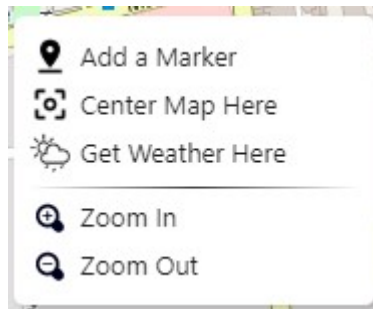 Add a Marker
Center Map Here
Get Weather Here
Zoom In
Zoom Out